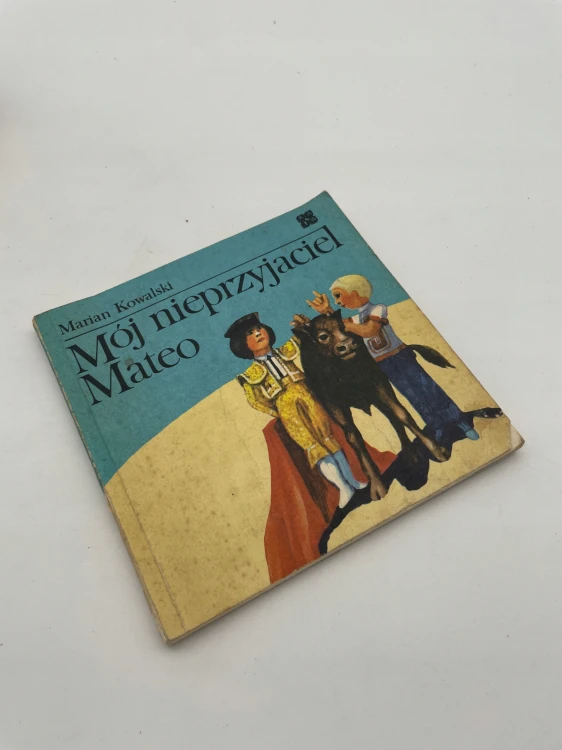 Marian Kowalski
Mój nieprzyjaciel
Mateo